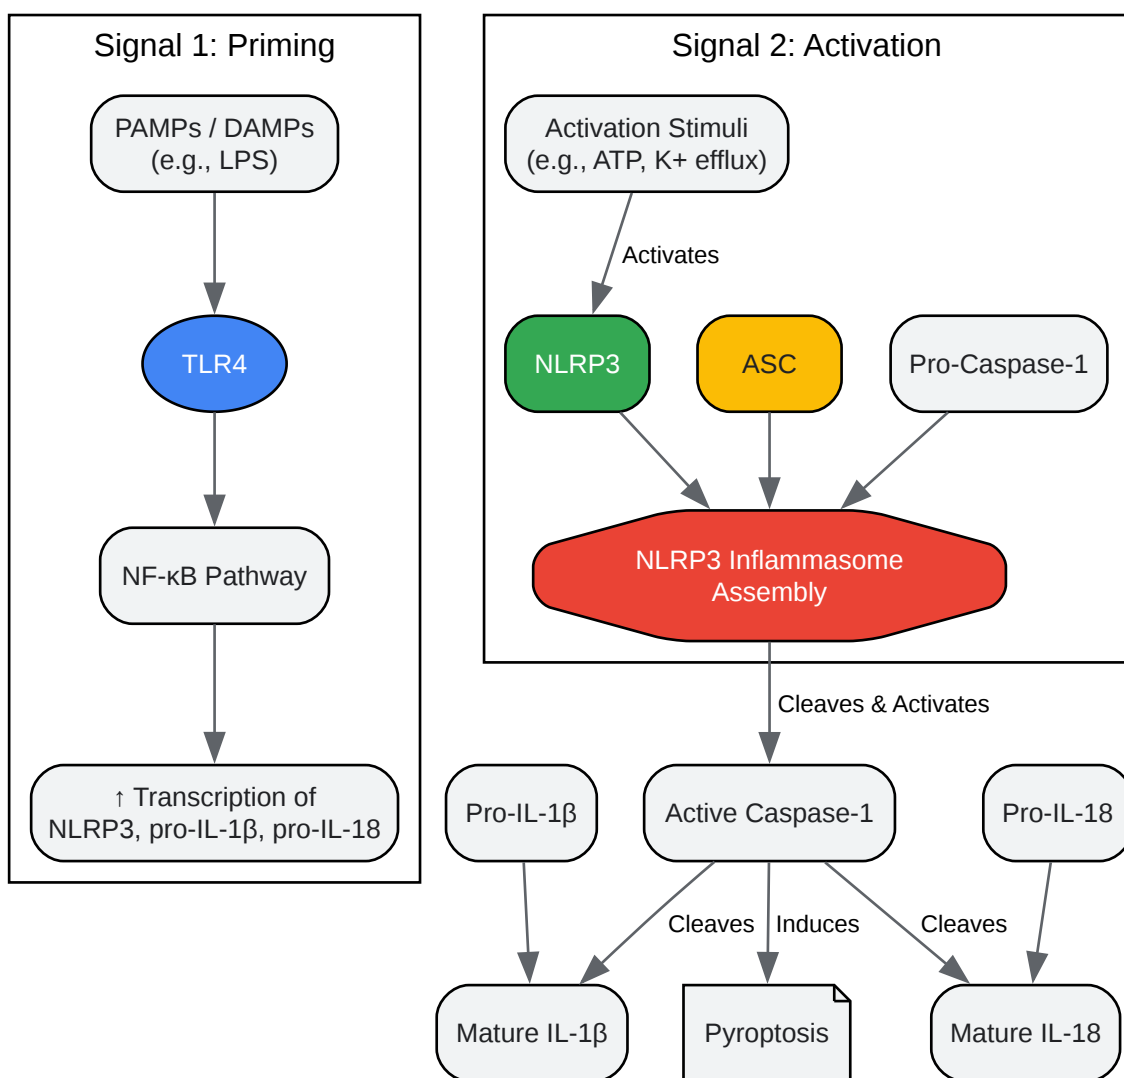 Signal 1: Priming
PAMPs / DAMPs
(e.g., LPS)
TLR4
NF-κB Pathway
↑ Transcription of
NLRP3, pro-IL-1β, pro-IL-18
Signal 2: Activation
Activation Stimuli
(e.g., ATP, K+ efflux)
Activates
NLRP3
ASC
Pro-Caspase-1
NLRP3 Inflammasome
Assembly
Cleaves & Activates
Pro-IL-1β
Active Caspase-1
Pro-IL-18
Cleaves
Induces
Cleaves
Mature IL-1β
Pyroptosis
Mature IL-18